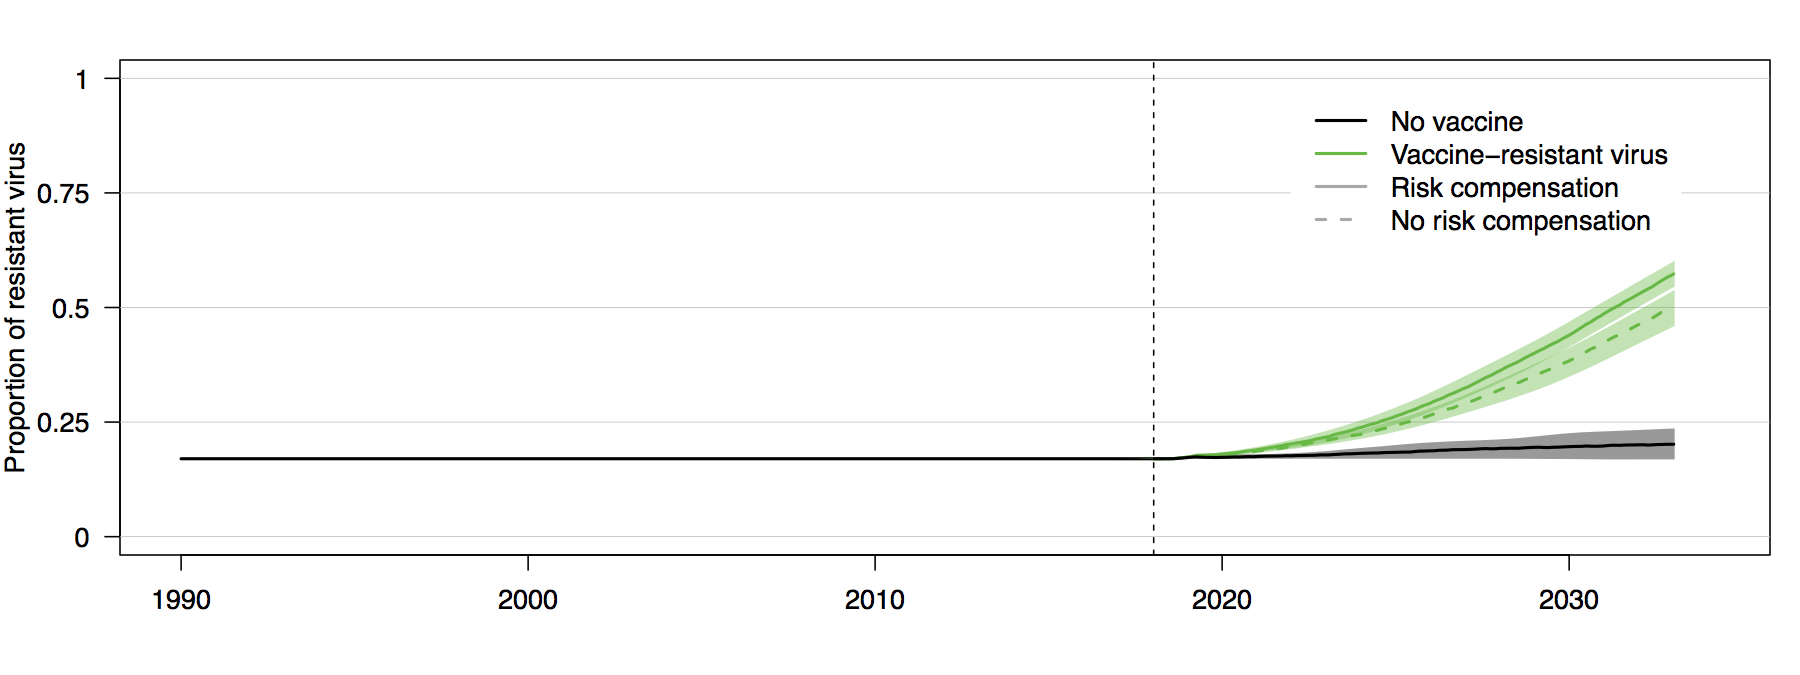 Proportion of resistant virus
1
0.75
0.5
0.25
0
No vaccine
Vaccine−resistant virus
Risk compensation
No risk compensation
1990 2000 2010 2020 2030